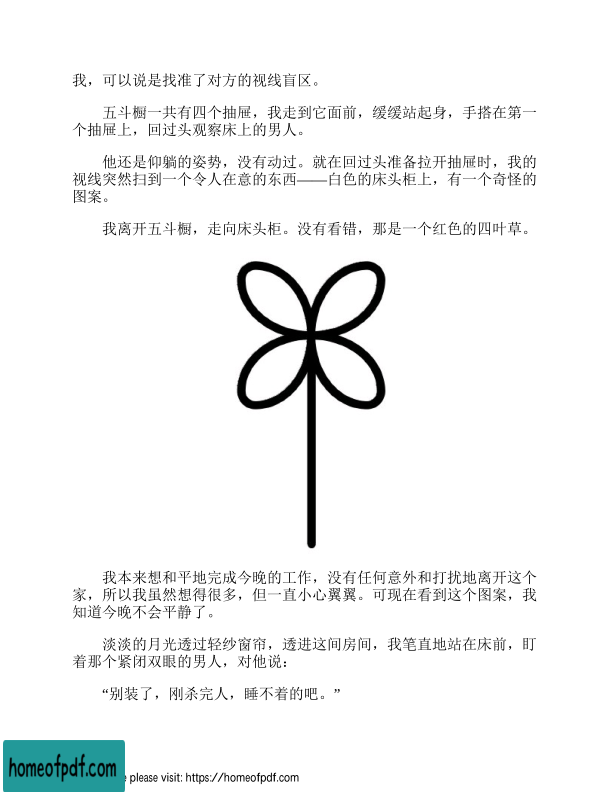 我，可以说是找准了对方的视线盲区。
五斗橱一共有四个抽屉，我走到它面前，缓缓站起身，手搭在第一
个抽屉上，回过头观察床上的男人。
他还是仰躺的姿势，没有动过。就在回过头准备拉开抽屉时，我的
视线突然扫到一个令人在意的东西——白色的床头柜上，有一个奇怪的
图案。
我离开五斗橱，走向床头柜。没有看错，那是一个红色的四叶草。
我本来想和平地完成今晚的工作，没有任何意外和打扰地离开这个
家，所以我虽然想得很多，但一直小心翼翼。可现在看到这个图案，我
知道今晚不会平静了。
淡淡的月光透过轻纱窗帘，透进这间房间，我笔直地站在床前，盯
着那个紧闭双眼的男人，对他说：
“别装了，刚杀完人，睡不着的吧。”
homeofpdf.com
e please visit: https://homeofpdf.com